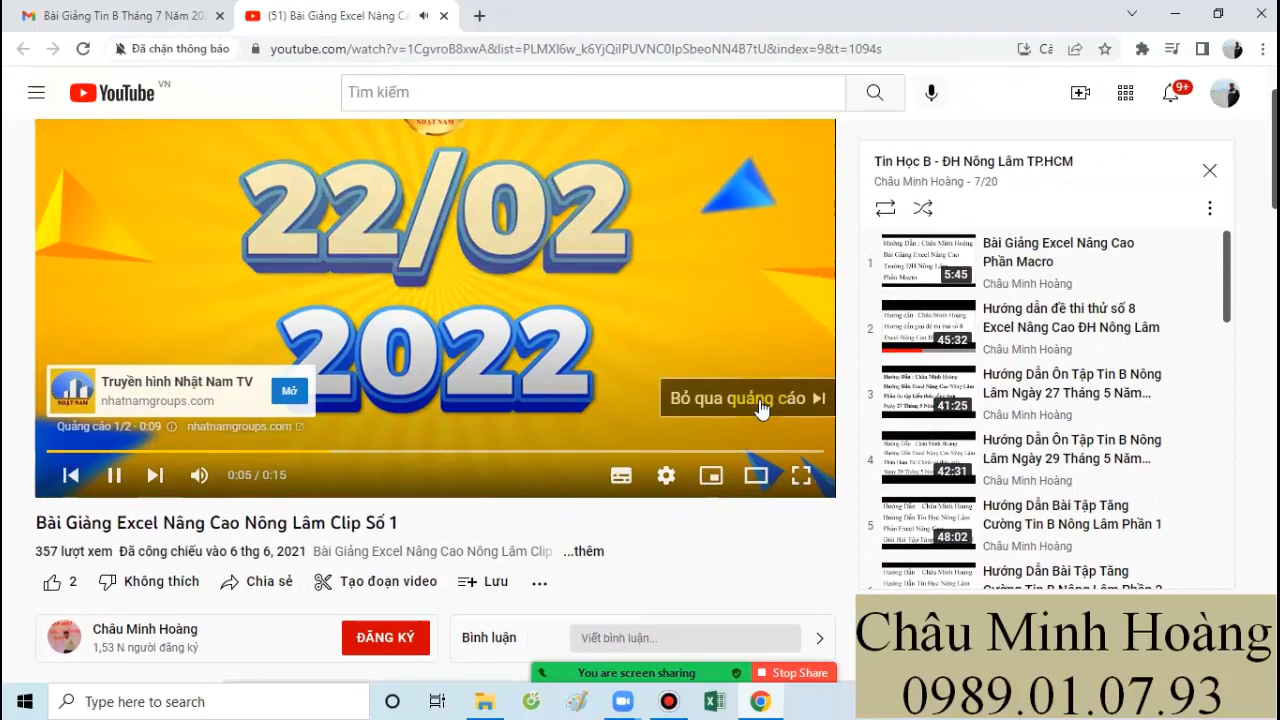 Bài Giảng Tin B Tháng 7 Năm 20
(51) Bài Giảng Excel Nâng Ca
Đã chặn thông báo
youtube.com/watch?v=1CgvroB8xwA&list=PLMXl6w_k6YjQilPUVNC0IpSbeoNN4B7tU&index=9&t=1094s
YouTube VN
Tìm kiếm
9+
NHẬT NAM
22/02
2022
Truyền hình Nhật Nam TV
nhatnamgroups.com
Mở
Bỏ qua quảng cáo
Quảng cáo 1/2 · 0:09
nhatnamgroups.com
0:05 / 0:15
Bài Giảng Excel Nâng Cao Nông Lâm Clip Số 1
357 lượt xem Đã công chiếu vào 6 thg 6, 2021 Bài Giảng Excel Nâng Cao Nông Lâm Clip ...thêm
2 Không thích Chia sẻ Tạo đoạn video Lưu
Châu Minh Hoàng
1,53 N người đăng ký
ĐĂNG KÝ
Bình luận
Viết bình luận...
Tin Học B - ĐH Nông Lâm TP.HCM
Châu Minh Hoàng - 7/20
1
5:45
Bài Giảng Excel Nâng Cao
Phần Macro
Châu Minh Hoàng
2
45:32
Hướng dẫn đề thi thử số 8
Excel Nâng Cao ĐH Nông Lâm
Châu Minh Hoàng
3
41:25
Hướng Dẫn Ôn Tập Tin B Nông
Lâm Ngày 27 Tháng 5 Năm...
Châu Minh Hoàng
4
42:31
Hướng Dẫn Ôn Tập Tin B Nông
Lâm Ngày 29 Tháng 5 Năm...
Châu Minh Hoàng
5
48:02
Hướng Dẫn Bài Tập Tăng
Cường Tin B Nông Lâm Phần 1
Châu Minh Hoàng
Hướng Dẫn Bài Tập Tăng
Cường Tin B Nông Lâm Phần 2
You are screen sharing
Stop Share
Type here to search
Châu Minh Hoàng
0989.01.07.93